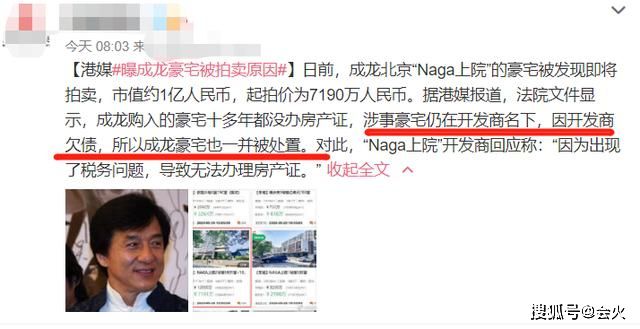 今天 08:03 来
【港媒#曝成龙豪宅被拍卖原因#】日前，成龙北京“Naga上院”的豪宅被发现即将
拍卖，市值约1亿人民币，起拍价为7190万人民币。据港媒报道，法院文件显
示，成龙购入的豪宅十多年都没办房产证，涉事豪宅仍在开发商名下，因开发商
欠债，所以成龙豪宅也一并被处置。对此，“Naga上院”开发商回应称：“因为出现
了税务问题，导致无法办理房产证。” 收起全文
搜狐号@会火